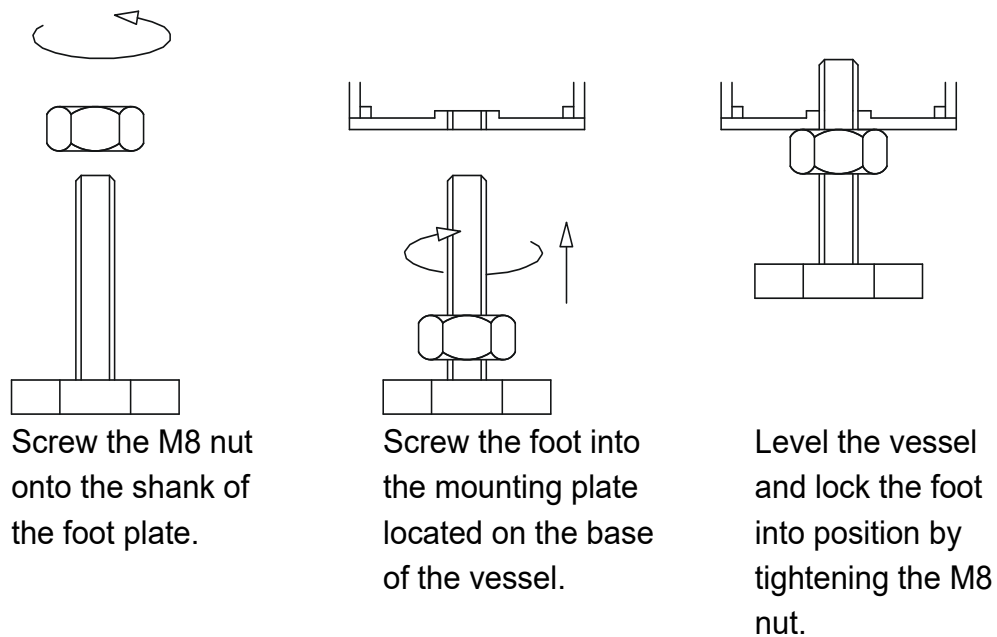 Screw the M8 nut
onto the shank of
the foot plate.
Screw the foot into
the mounting plate
located on the base
of the vessel.
Level the vessel
and lock the foot
into position by
tightening the M8
nut.